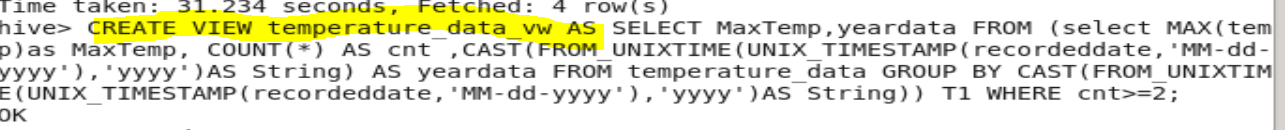 Time taken: 31.234 seconds, Fetched: 4 row(s)
hive> CREATE VIEW temperature_data_vw AS SELECT MaxTemp,yeardata FROM (select MAX(tem
p)as MaxTemp, COUNT(*) AS cnt ,CAST(FROM_UNIXTIME(UNIX_TIMESTAMP(recordeddate,'MM-dd-
yyyy'),'yyyy')AS String) AS yeardata FROM temperature_data GROUP BY CAST(FROM_UNIXTIM
E(UNIX_TIMESTAMP(recordeddate,'MM-dd-yyyy'),'yyyy')AS String)) T1 WHERE cnt>=2;
OK